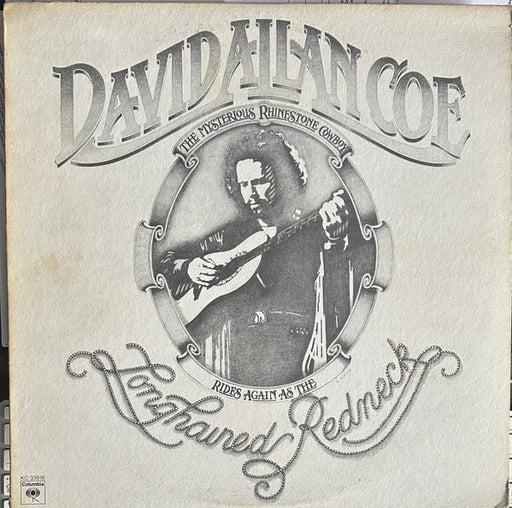 DAVID ALLAN COE
THE MYSTERIOUS RHINESTONE COWBOY
RIDES AGAIN AS THE
Longhaired Redneck
KC 33916
Columbia